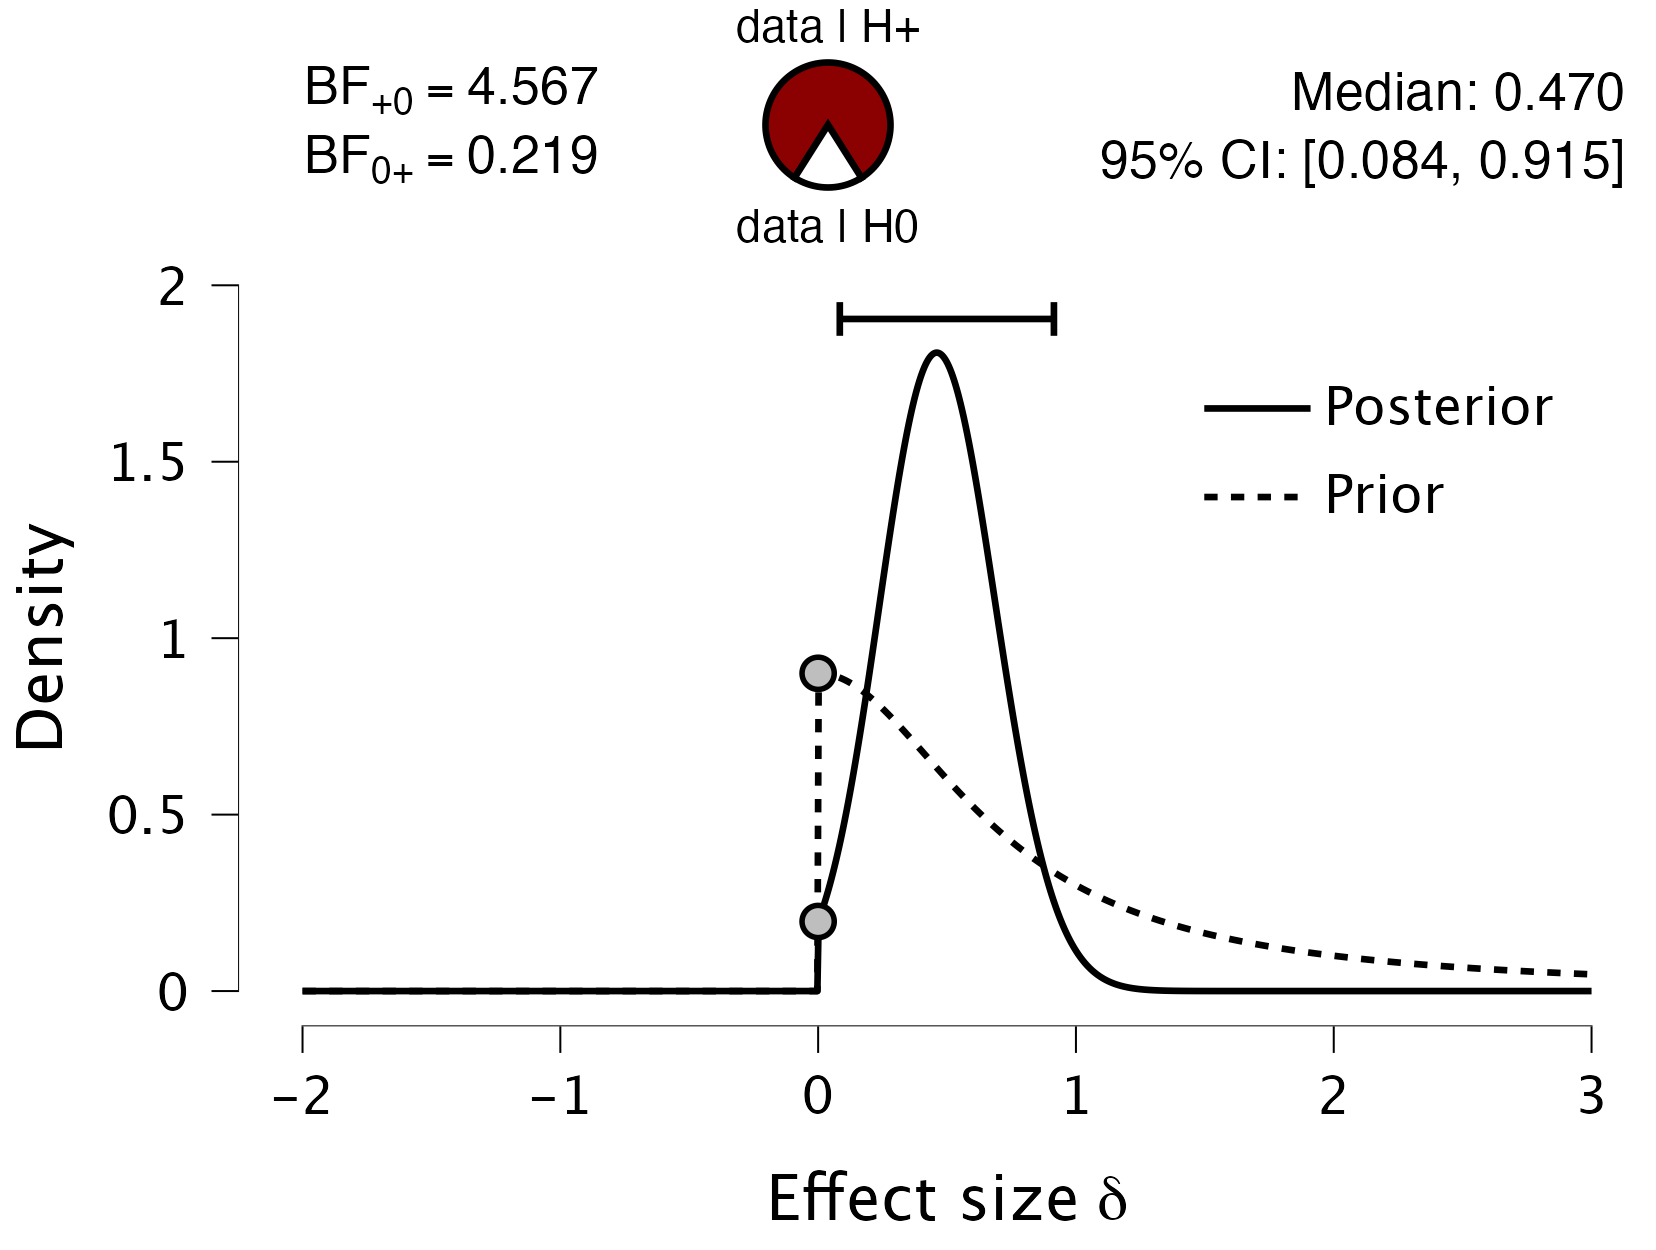 data | H+
BF+0 = 4.567
BF0+ = 0.219
Median: 0.470
95% CI: [0.084, 0.915]
data | H0
Posterior
Prior
Density
2
1.5
1
0.5
0
−2
−1
0
1
2
3
Effect size δ